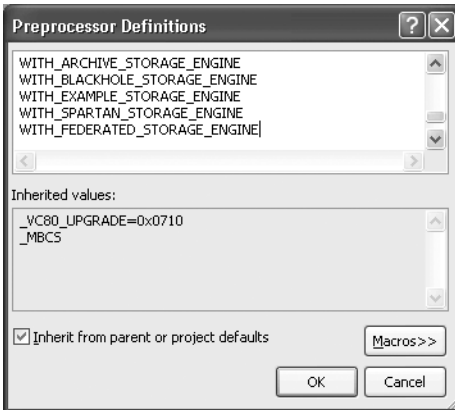 Preprocessor Definitions
WITH_ARCHIVE_STORAGE_ENGINE
WITH_BLACKHOLE_STORAGE_ENGINE
WITH_EXAMPLE_STORAGE_ENGINE
WITH_SPARTAN_STORAGE_ENGINE
WITH_FEDERATED_STORAGE_ENGINE
Inherited values:
_VC80_UPGRADE=0x0710
_MBCS
Inherit from parent or project defaults
Macros>>
OK
Cancel